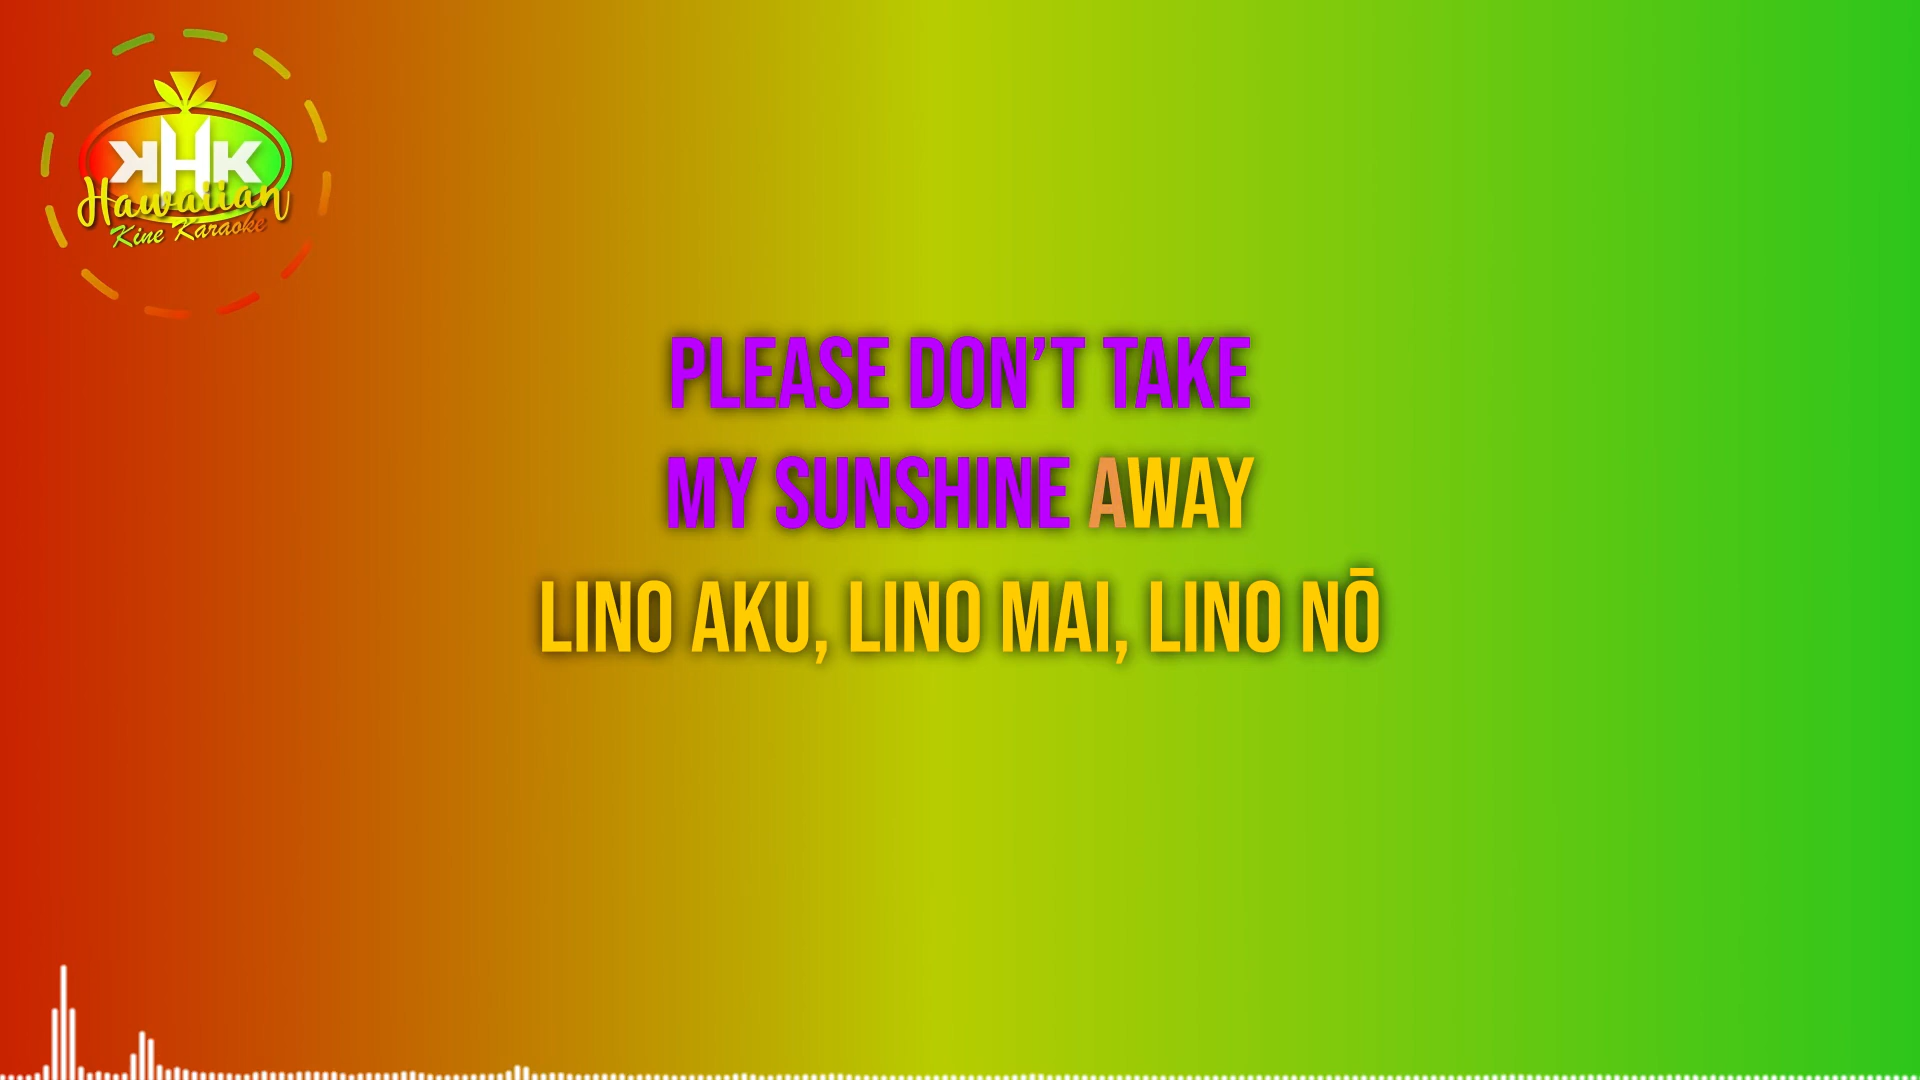 KHK
Hawaiian
Kine Karaoke
PLEASE DON’T TAKE
MY SUNSHINE AWAY
LINO AKU, LINO MAI, LINO NŌ